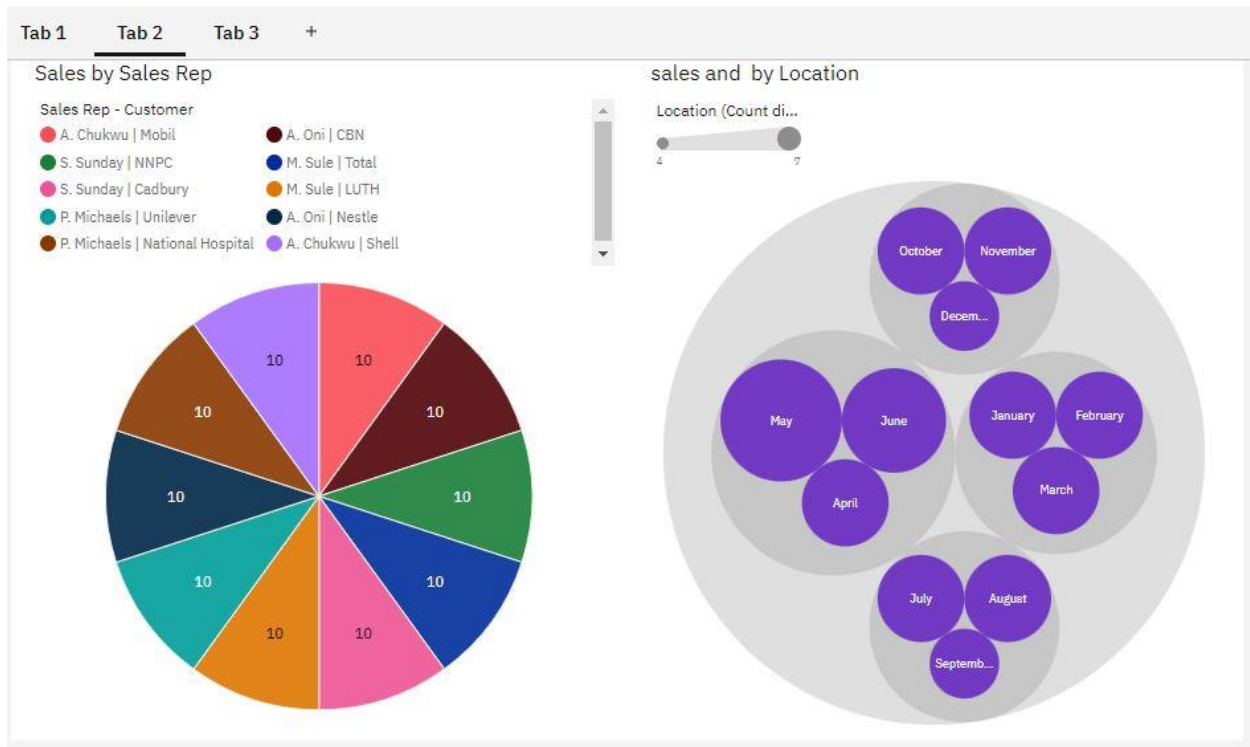 Tab 1 Tab 2 Tab 3 +
Sales by Sales Rep
Sales Rep - Customer
A. Chukwu | Mobil A. Oni | CBN
S. Sunday | NNPC M. Sule | Total
S. Sunday | Cadbury M. Sule | LUTH
P. Michaels | Unilever A. Oni | Nestle
P. Michaels | National Hospital A. Chukwu | Shell
10 10
10 10
10 10
10 10
10 10
sales and by Location
Location (Count di...
4 7
October November
Decem...
May June
April
January February
March
July August
Septemb...